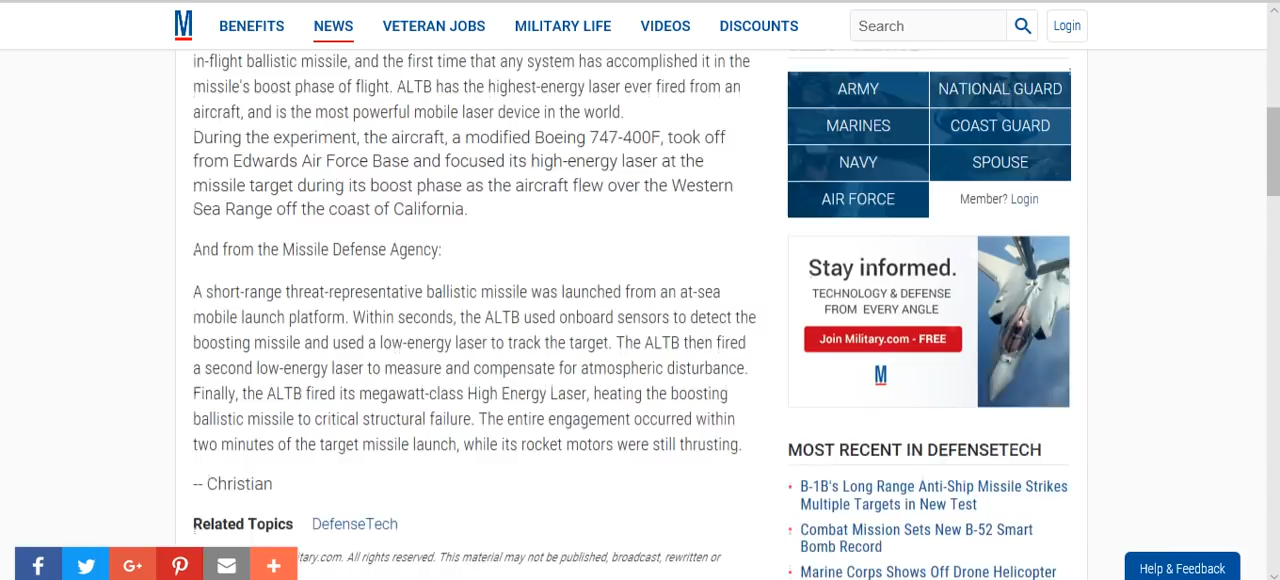 M BENEFITS NEWS VETERAN JOBS MILITARY LIFE VIDEOS DISCOUNTS Search Login
in-flight ballistic missile, and the first time that any system has accomplished it in the
missile's boost phase of flight. ALTB has the highest-energy laser ever fired from an
aircraft, and is the most powerful mobile laser device in the world.
During the experiment, the aircraft, a modified Boeing 747-400F, took off
from Edwards Air Force Base and focused its high-energy laser at the
missile target during its boost phase as the aircraft flew over the Western
Sea Range off the coast of California.
And from the Missile Defense Agency:
A short-range threat-representative ballistic missile was launched from an at-sea
mobile launch platform. Within seconds, the ALTB used onboard sensors to detect the
boosting missile and used a low-energy laser to track the target. The ALTB then fired
a second low-energy laser to measure and compensate for atmospheric disturbance.
Finally, the ALTB fired its megawatt-class High Energy Laser, heating the boosting
ballistic missile to critical structural failure. The entire engagement occurred within
two minutes of the target missile launch, while its rocket motors were still thrusting.
-- Christian
Related Topics DefenseTech
itary.com. All rights reserved. This material may not be published, broadcast, rewritten or
f G+ +
ARMY NATIONAL GUARD
MARINES COAST GUARD
NAVY SPOUSE
AIR FORCE Member? Login
Stay informed.
TECHNOLOGY & DEFENSE
FROM EVERY ANGLE
Join Military.com - FREE
M
MOST RECENT IN DEFENSETECH
B-1B's Long Range Anti-Ship Missile Strikes
Multiple Targets in New Test
Combat Mission Sets New B-52 Smart
Bomb Record
Marine Corps Shows Off Drone Helicopter
Help & Feedback